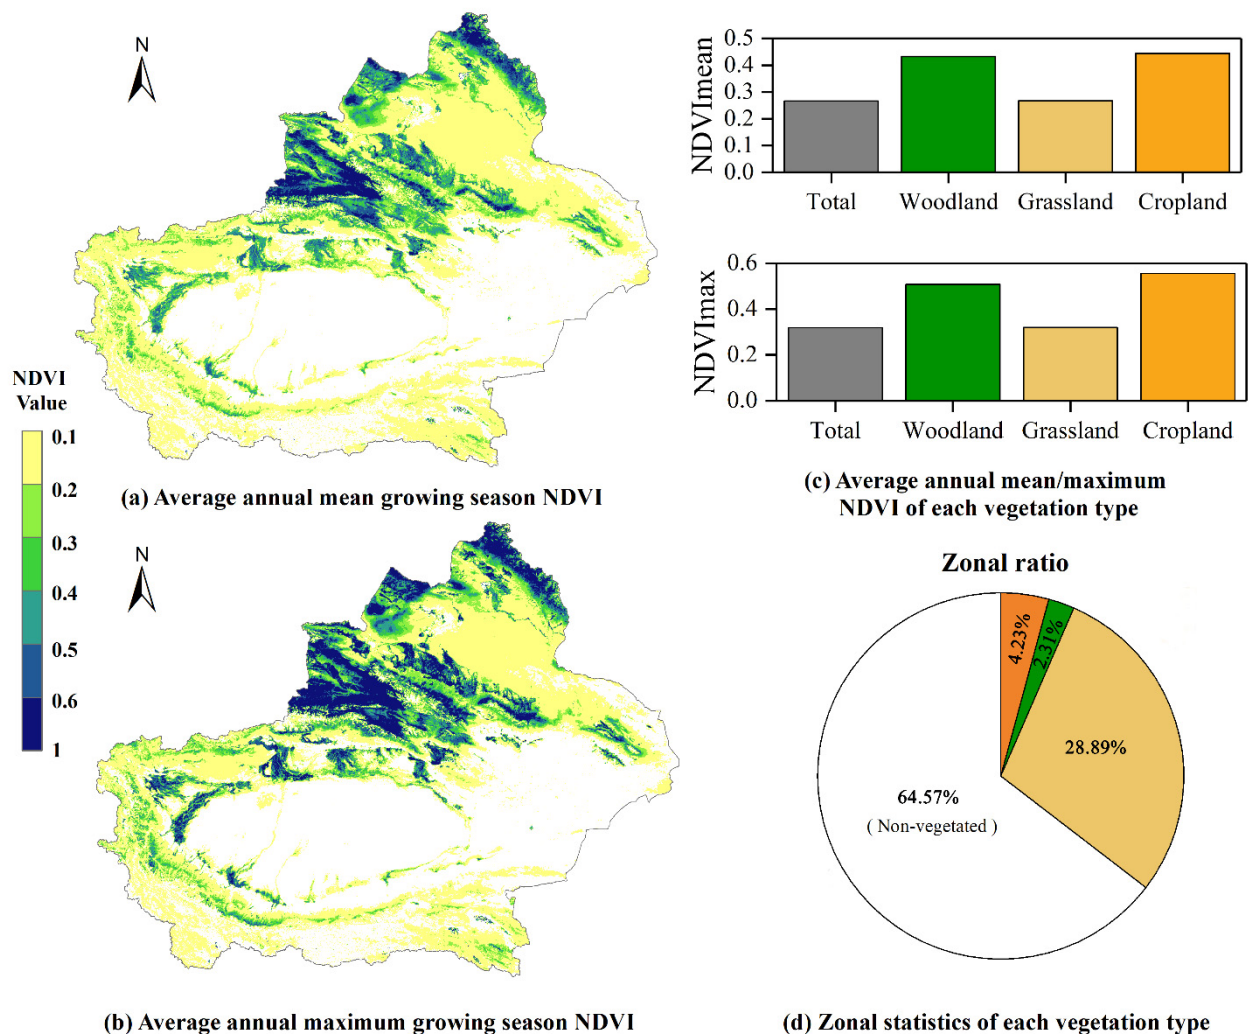 N
NDVI
Value
0.1
0.2
0.3
0.4
0.5
0.6
1
(a) Average annual mean growing season NDVI
N
(b) Average annual maximum growing season NDVI
NDVImean
0.5
0.4
0.3
0.2
0.1
0.0
Total Woodland Grassland Cropland
NDVImax
0.6
0.4
0.2
0.0
Total Woodland Grassland Cropland
(c) Average annual mean/maximum
NDVI of each vegetation type
Zonal ratio
4.23%
2.31%
28.89%
64.57%
( Non-vegetated )
(d) Zonal statistics of each vegetation type